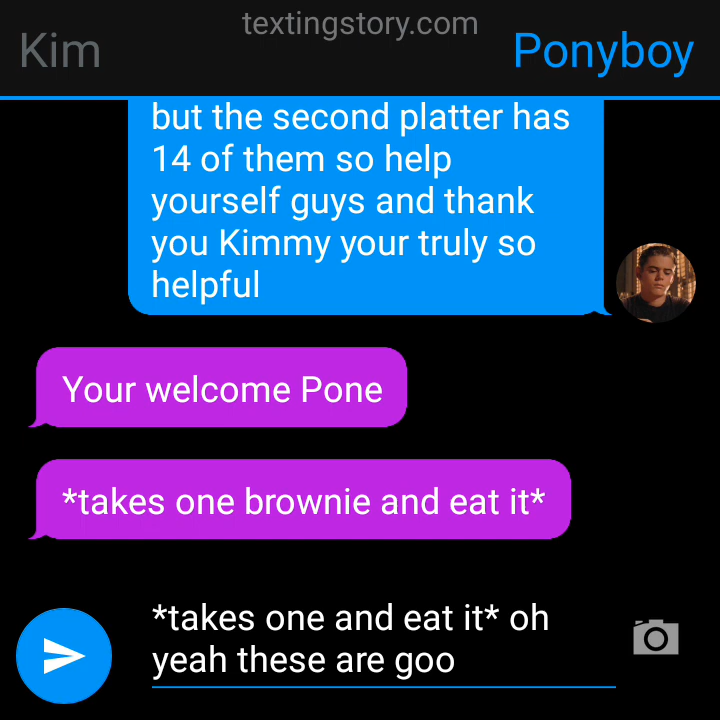 textingstory.com
Kim
Ponyboy
but the second platter has
14 of them so help
yourself guys and thank
you Kimmy your truly so
helpful
Your welcome Pone
*takes one brownie and eat it*
*takes one and eat it* oh
yeah these are goo